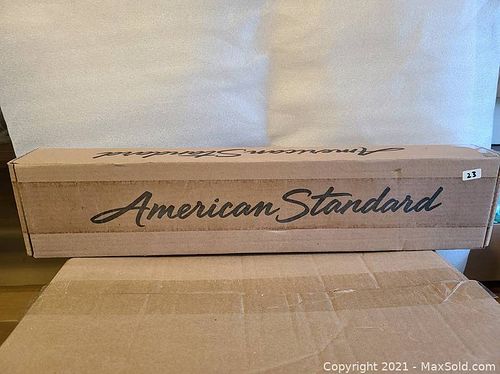 American Standard
American Standard
23
Copyright 2021 - MaxSold.com